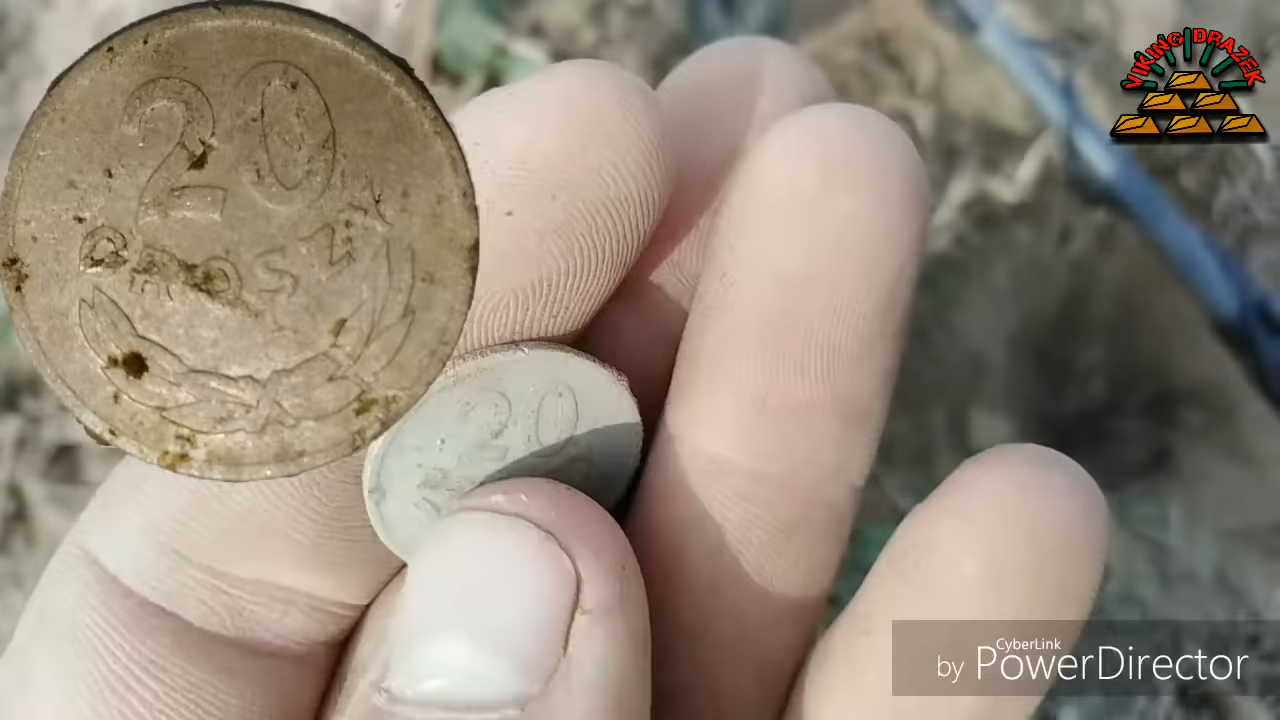 20
GROSZY
20
VIKING DRAZEK
CyberLink
by PowerDirector